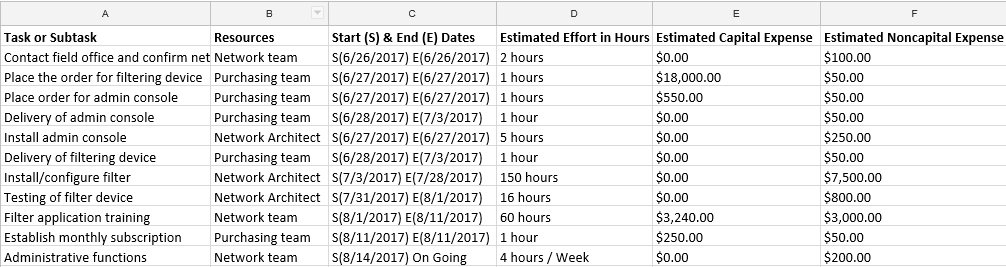 A B C D E F
Task or Subtask Resources Start (S) & End (E) Dates Estimated Effort in Hours Estimated Capital Expense Estimated Noncapital Expense
Contact field office and confirm net Network team S(6/26/2017) E(6/26/2017) 2 hours $0.00 $100.00
Place the order for filtering device Purchasing team S(6/27/2017) E(6/27/2017) 1 hours $18,000.00 $50.00
Place order for admin console Purchasing team S(6/27/2017) E(6/27/2017) 1 hours $550.00 $50.00
Delivery of admin console Purchasing team S(6/28/2017) E(7/3/2017) 1 hour $0.00 $50.00
Install admin console Network Architect S(6/27/2017) E(6/27/2017) 5 hours $0.00 $250.00
Delivery of filtering device Purchasing team S(6/28/2017) E(7/3/2017) 1 hour $0.00 $50.00
Install/configure filter Network Architect S(7/3/2017) E(7/28/2017) 150 hours $0.00 $7,500.00
Testing of filter device Network Architect S(7/31/2017) E(8/1/2017) 16 hours $0.00 $800.00
Filter application training Network team S(8/1/2017) E(8/11/2017) 60 hours $3,240.00 $3,000.00
Establish monthly subscription Purchasing team S(8/11/2017) E(8/11/2017) 1 hour $250.00 $50.00
Administrative functions Network team S(8/14/2017) On Going 4 hours / Week $0.00 $200.00